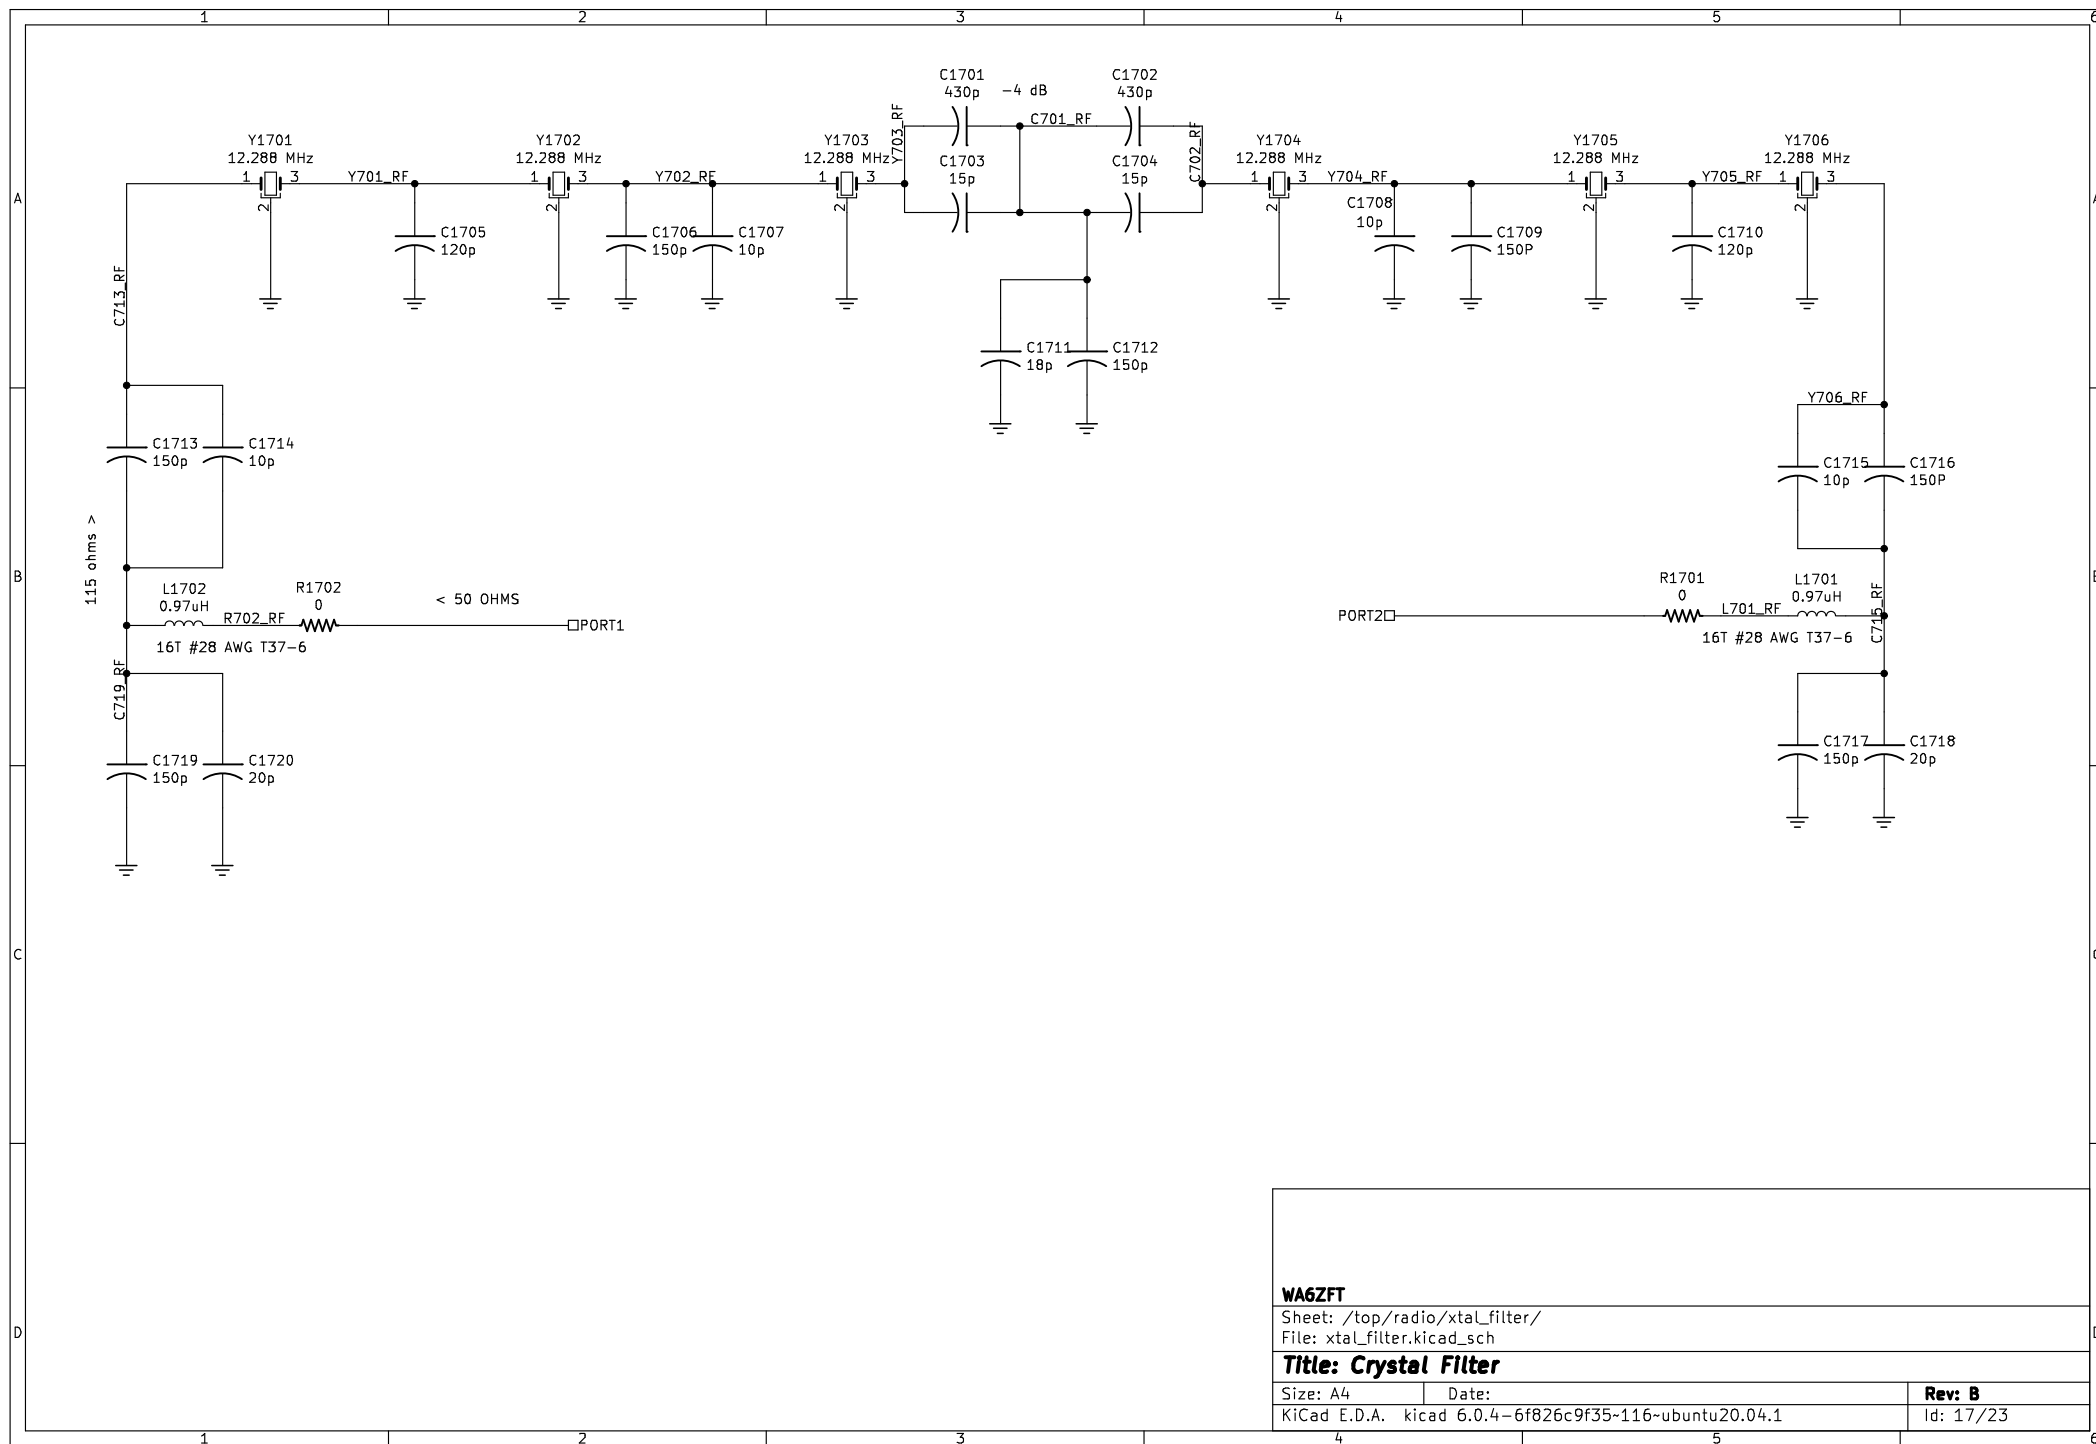 1 2 3 4 5 6
C1701
430p
-4 dB
C1702
430p
C701_RF
Y703_RF
C702_RF
Y1701
12.288 MHz
1 3
2
Y701_RF
Y1702
12.288 MHz
1 3
2
Y702_RF
Y1703
12.288 MHz
1 3
2
C1703
15p
C1704
15p
Y1704
12.288 MHz
1 3
2
Y704_RF
Y1705
12.288 MHz
1 3
2
Y705_RF
Y1706
12.288 MHz
1 3
2
A
A
C1705
120p
C1706
150p
C1707
10p
C1708
10p
C1709
150P
C1710
120p
C713_RF
C1711
18p
C1712
150p
Y706_RF
C1713
150p
C1714
10p
C1715
10p
C1716
150P
115 ohms >
B
L1702
0.97uH
R702_RF
R1702
0
< 50 OHMS
PORT1
16T #28 AWG T37-6
PORT2
R1701
0
L701_RF
L1701
0.97uH
C715_RF
16T #28 AWG T37-6
C719_RF
C1719
150p
C1720
20p
C1717
150p
C1718
20p
C
D
WA6ZFT
Sheet: /top/radio/xtal_filter/
File: xtal_filter.kicad_sch
Title: Crystal Filter
Size: A4 Date: Rev: B
KiCad E.D.A. kicad 6.0.4-6f826c9f35~116~ubuntu20.04.1 Id: 17/23
1 2 3 4 5 6